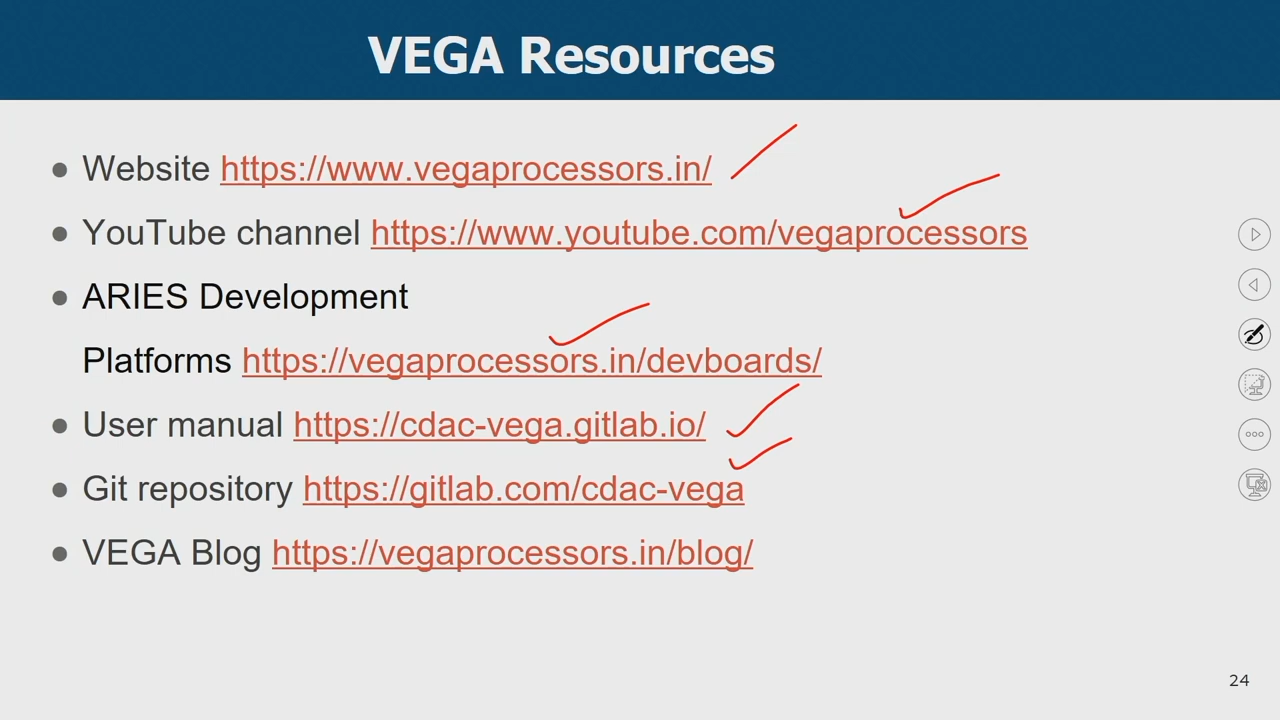 VEGA Resources
● Website https://www.vegaprocessors.in/
● YouTube channel https://www.youtube.com/vegaprocessors
● ARIES Development
Platforms https://vegaprocessors.in/devboards/
● User manual https://cdac-vega.gitlab.io/
● Git repository https://gitlab.com/cdac-vega
● VEGA Blog https://vegaprocessors.in/blog/
24